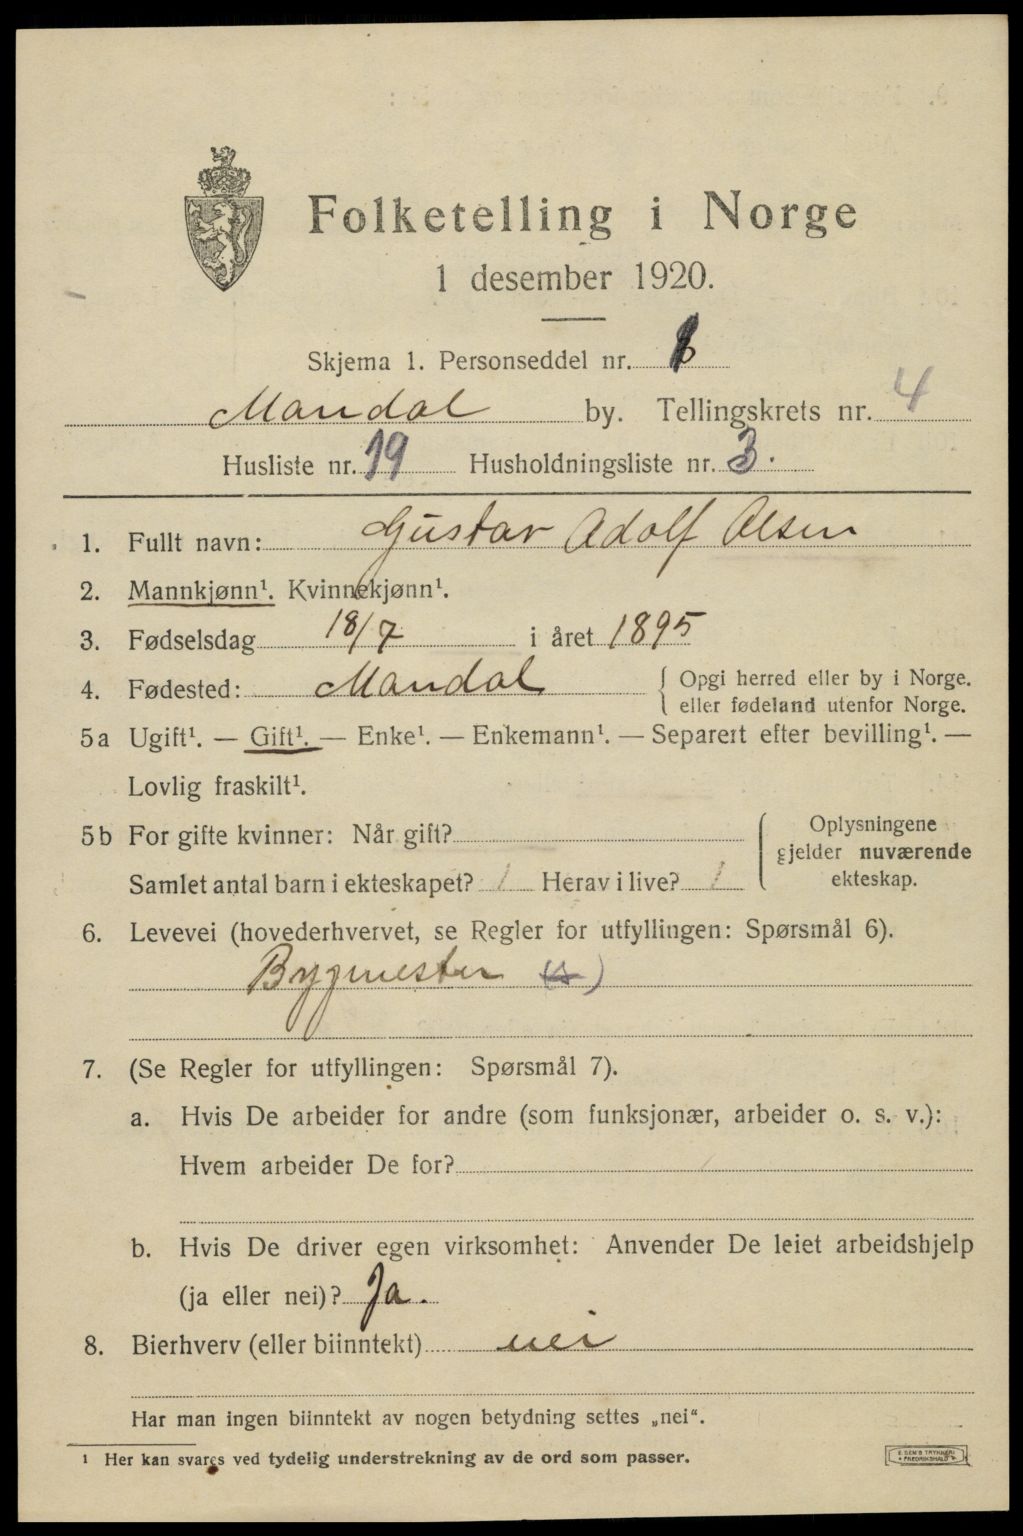 Folketelling i Norge
1 desember 1920.
Skjema 1. Personseddel nr.
Mandal by. Tellingskrets nr. 4
Husliste nr. 19 Husholdningsliste nr. 3.
1. Fullt navn: Gustav Adolf Olsen
2. Mannkjønn¹. Kvinnekjønn¹.
3. Fødselsdag 18/7 i året 1895
4. Fødested: Mandal { Opgi herred eller by i Norge.
eller fødeland utenfor Norge.
5a Ugift¹. — Gift¹. — Enke¹. — Enkemann¹. — Separert efter bevilling¹. —
Lovlig fraskilt¹.
5b For gifte kvinner: Når gift?
Samlet antal barn i ekteskapet? 1 Herav i live? 1
{ Oplysningene
gjelder nuværende
ekteskap.
6. Levevei (hovederhvervet, se Regler for utfyllingen: Spørsmål 6).
Bygmester
7. (Se Regler for utfyllingen: Spørsmål 7).
a. Hvis De arbeider for andre (som funksjonær, arbeider o. s. v.):
Hvem arbeider De for?
b. Hvis De driver egen virksomhet: Anvender De leiet arbeidshjelp
(ja eller nei)? Ja.
8. Bierhverv (eller biinntekt) nei
Har man ingen biinntekt av nogen betydning settes „nei“.
¹ Her kan svares ved tydelig understrekning av de ord som passer.